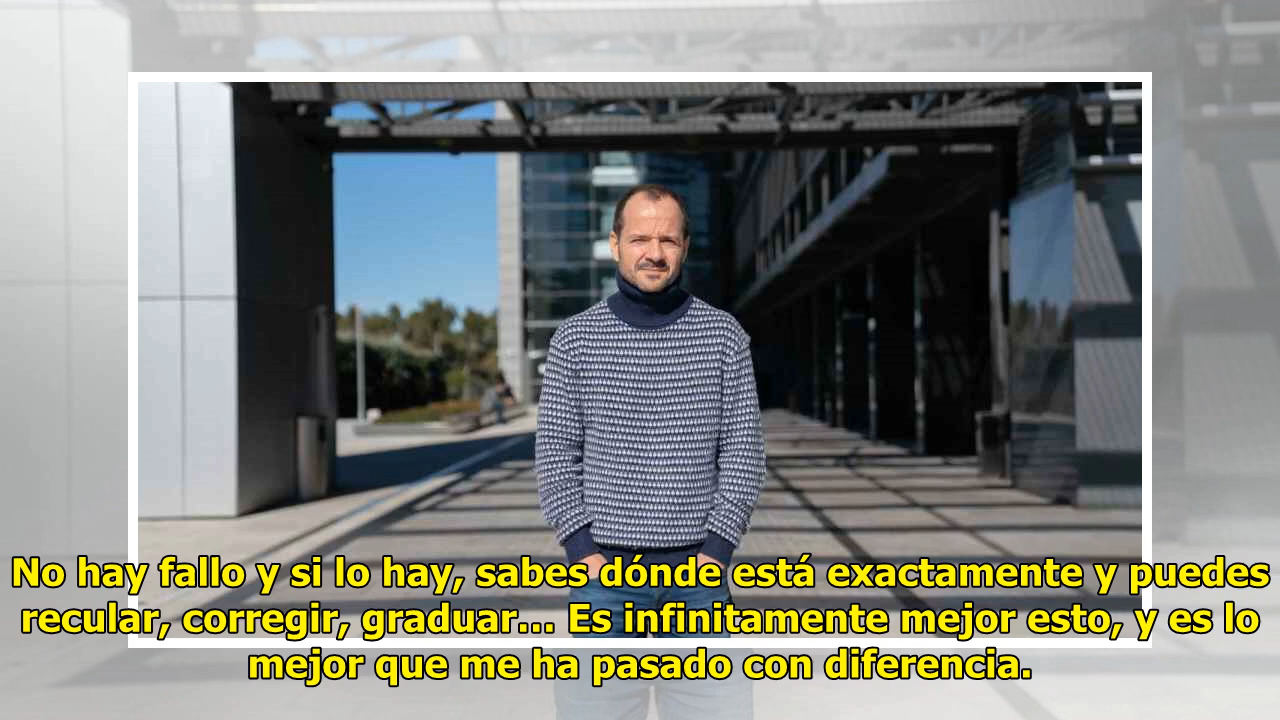 No hay fallo y si lo hay, sabes dónde está exactamente y puedes
recular, corregir, graduar... Es infinitamente mejor esto, y es lo
mejor que me ha pasado con diferencia.